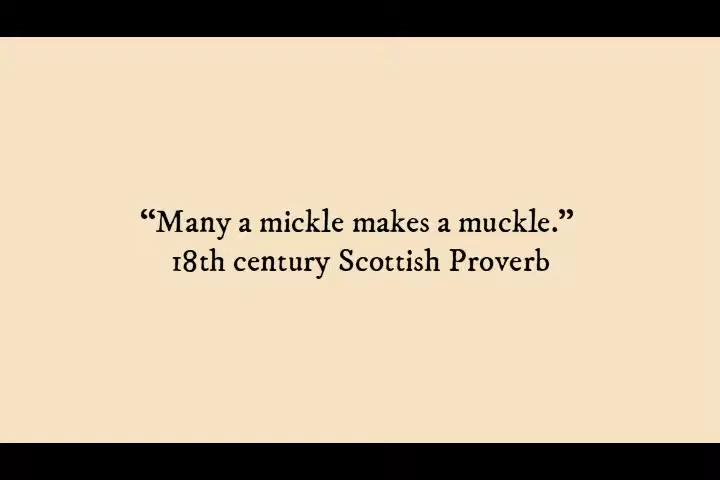 “Many a mickle makes a muckle.”
18th century Scottish Proverb